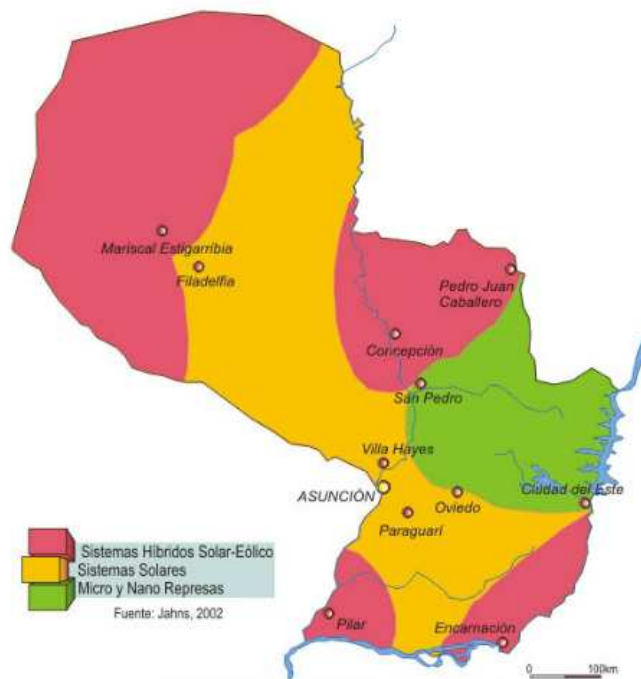 Mariscal Estigarribia
Filadelfia
Pedro Juan
Caballero
Concepción
San Pedro
Villa Hayes
ASUNCIÓN
Oviedo
Ciudad del Este
Paraguarí
Sistemas Híbridos Solar-Eólico
Sistemas Solares
Micro y Nano Represas
Fuente: Jahns, 2002
Pilar
Encarnación
0 100km